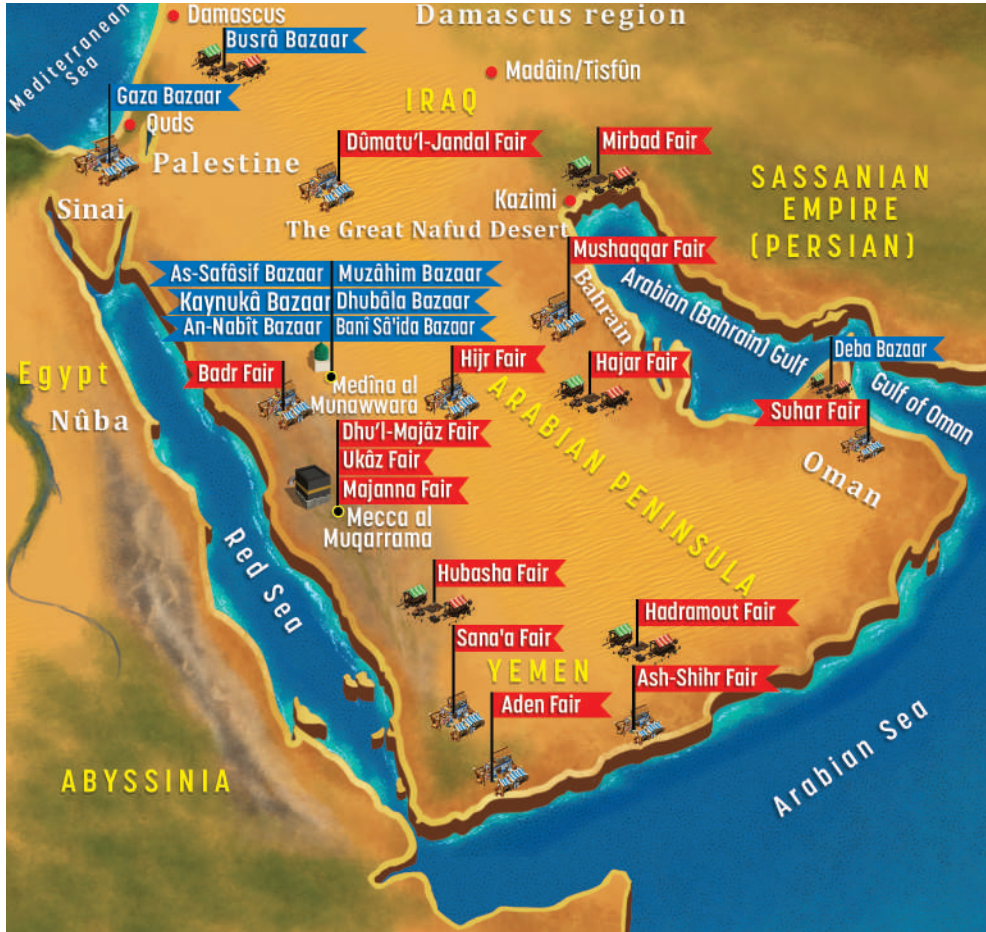 Mediterranean
Sea
Damascus
Damascus region
Busrâ Bazaar
Madâin/Tisfûn
IRAQ
Gaza Bazaar
Quds
Palestine
Dûmatu'l-Jandal Fair
Mirbad Fair
SASSANIAN
EMPIRE
(PERSIAN)
Kazimi
Sinai
The Great Nafud Desert
Mushaqqar Fair
As-Safâsif Bazaar
Muzâhim Bazaar
Kaynukâ Bazaar
Dhubâla Bazaar
An-Nabît Bazaar
Banî Sâ'ida Bazaar
Bahrain
Arabian (Bahrain) Gulf
Deba Bazaar
Gulf of Oman
Egypt
Nûba
Badr Fair
Medîna al
Munawwara
Hijr Fair
Hajar Fair
Suhar Fair
Oman
ARABIAN PENINSULA
Dhu'l-Majâz Fair
Ukâz Fair
Majanna Fair
Mecca al
Muqarrama
Red Sea
Hubasha Fair
Hadramout Fair
Sana'a Fair
YEMEN
Ash-Shihr Fair
Aden Fair
ABYSSINIA
Arabian Sea